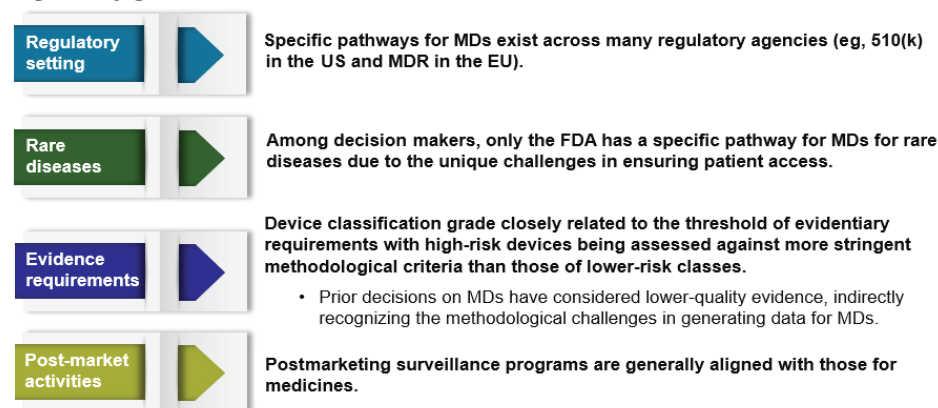 Regulatory
setting
Specific pathways for MDs exist across many regulatory agencies (eg, 510(k)
in the US and MDR in the EU).
Rare
diseases
Among decision makers, only the FDA has a specific pathway for MDs for rare
diseases due to the unique challenges in ensuring patient access.
Evidence
requirements
Device classification grade closely related to the threshold of evidentiary
requirements with high-risk devices being assessed against more stringent
methodological criteria than those of lower-risk classes.
• Prior decisions on MDs have considered lower-quality evidence, indirectly
recognizing the methodological challenges in generating data for MDs.
Post-market
activities
Postmarketing surveillance programs are generally aligned with those for
medicines.